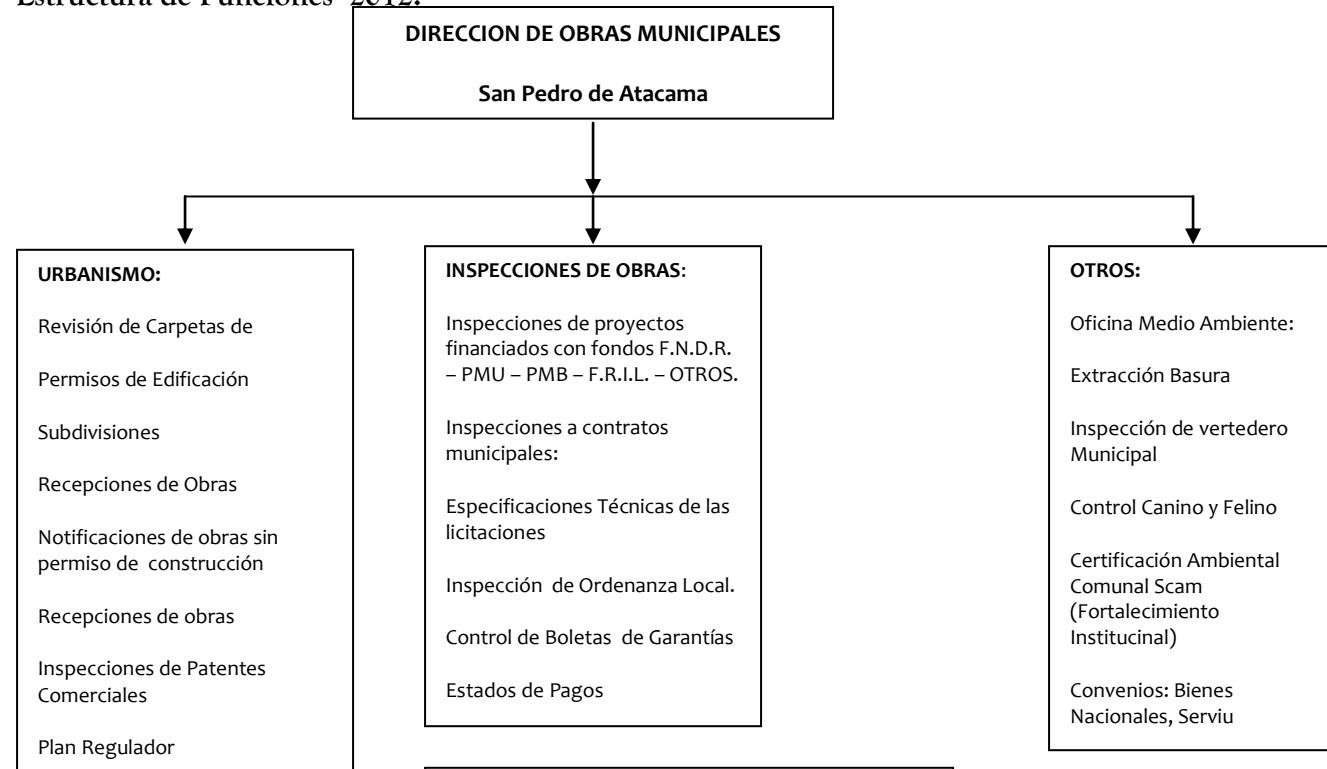 Estructura de Funciones 2012.
DIRECCION DE OBRAS MUNICIPALES
San Pedro de Atacama
URBANISMO:
Revisión de Carpetas de
Permisos de Edificación
Subdivisiones
Recepciones de Obras
Notificaciones de obras sin
permiso de construcción
Recepciones de obras
Inspecciones de Patentes
Comerciales
Plan Regulador
INSPECCIONES DE OBRAS:
Inspecciones de proyectos
financiados con fondos F.N.D.R.
– PMU – PMB – F.R.I.L. – OTROS.
Inspecciones a contratos
municipales:
Especificaciones Técnicas de las
licitaciones
Inspección de Ordenanza Local.
Control de Boletas de Garantías
Estados de Pagos
OTROS:
Oficina Medio Ambiente:
Extracción Basura
Inspección de vertedero
Municipal
Control Canino y Felino
Certificación Ambiental
Comunal Scam
(Fortalecimiento
Institucinal)
Convenios: Bienes
Nacionales, Serviu